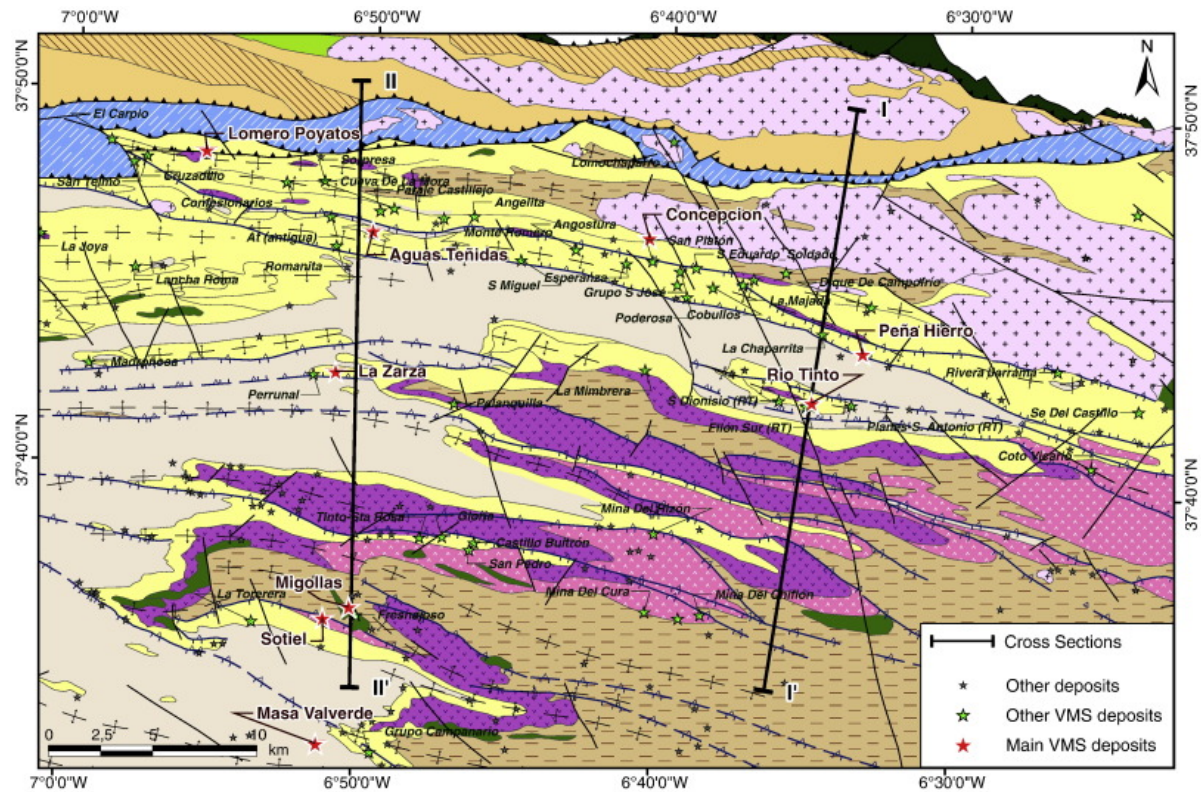 7°0'0"W 6°50'0"W 6°40'0"W 6°30'0"W
N
37°50'0"N
II
I
37°50'0"N
El Carpio
Lomero Poyatos
Sorpresa
Lomochaparro
San Telmo
Cruzadillo
Cueva De La Mora
Paraje Castillejo
Confesionarios
Angelita
Concepcion
Angostura
At (antigua)
Monte Romero
San Platón
La Joya
Aguas Teñidas
S Eduardo
Soldado
Romanita
Lancha Roma
Esperanza
S Miguel
Grupo S José
Dique De Campofrio
La Majada
Poderosa
Cobullos
Peña Hierro
La Chaparrita
Madroñosa
La Zarza
Rio Tinto
Rivera Jarrama
Perrunal
La Mimbrera
Palanquilla
S Dionisio (RT)
Se Del Castillo
Filón Sur (RT)
Planes S. Antonio (RT)
37°40'0"N
Coto Vicario
37°40'0"N
Mina Del Rizón
Tinto-Sta Rosa
Gloria
Castillo Buitrón
San Pedro
Migollas
La Torerera
Mina Del Cura
Mina Del Chiflón
Fresnajoso
Sotiel
II'
I'
Masa Valverde
Grupo Campanario
Cross Sections
Other deposits
Other VMS deposits
Main VMS deposits
0 2,5 5 10
km
7°0'0"W 6°50'0"W 6°40'0"W 6°30'0"W